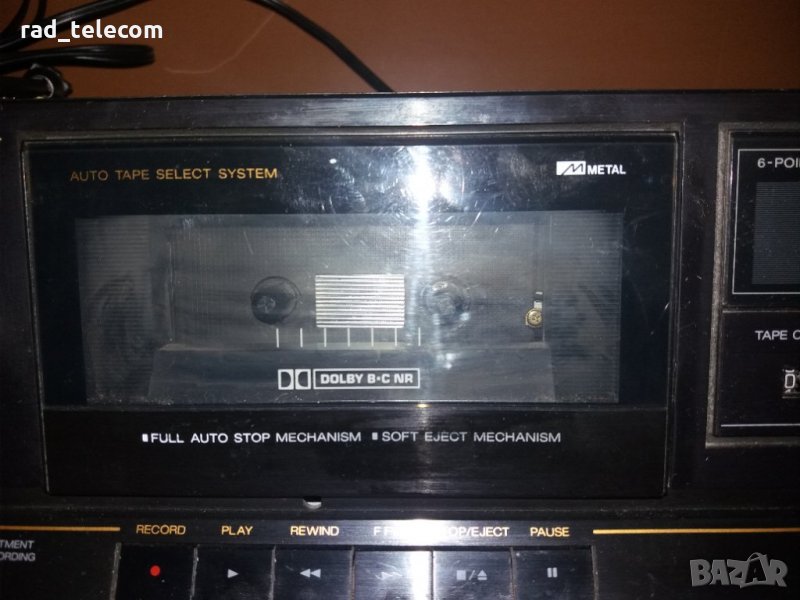 rad_telecom
AUTO TAPE SELECT SYSTEM
METAL
6-POI
TAPE C
DOLBY B·C NR
■FULL AUTO STOP MECHANISM ■SOFT EJECT MECHANISM
RECORD PLAY REWIND F F OP/EJECT PAUSE
TMENT
ORDING
BAZAR